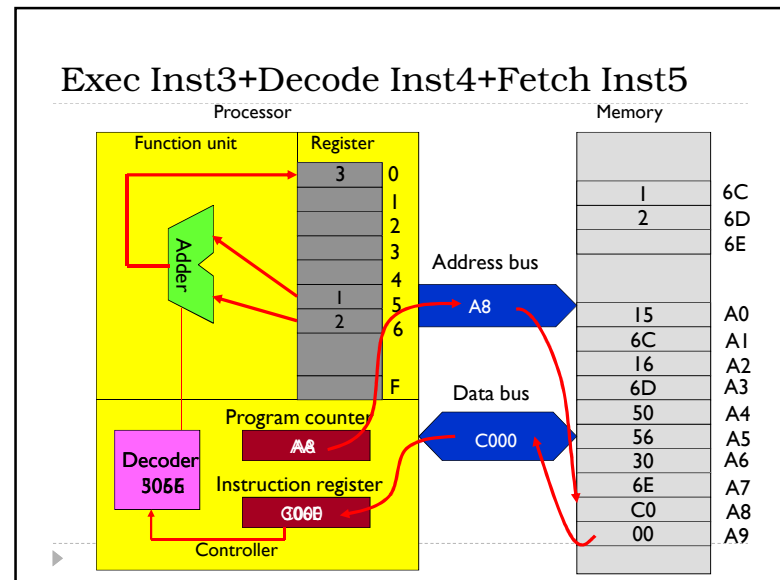 Exec Inst3+Decode Inst4+Fetch Inst5
Processor
Memory
Function unit
Register
3 0
1
2
3
4
1 5
2 6
F
Adder
Address bus
A8
Data bus
C000
1 6C
2 6D
6E
15 A0
6C A1
16 A2
6D A3
50 A4
56 A5
30 A6
6E A7
C0 A8
00 A9
Program counter
Decoder
Instruction register
Controller